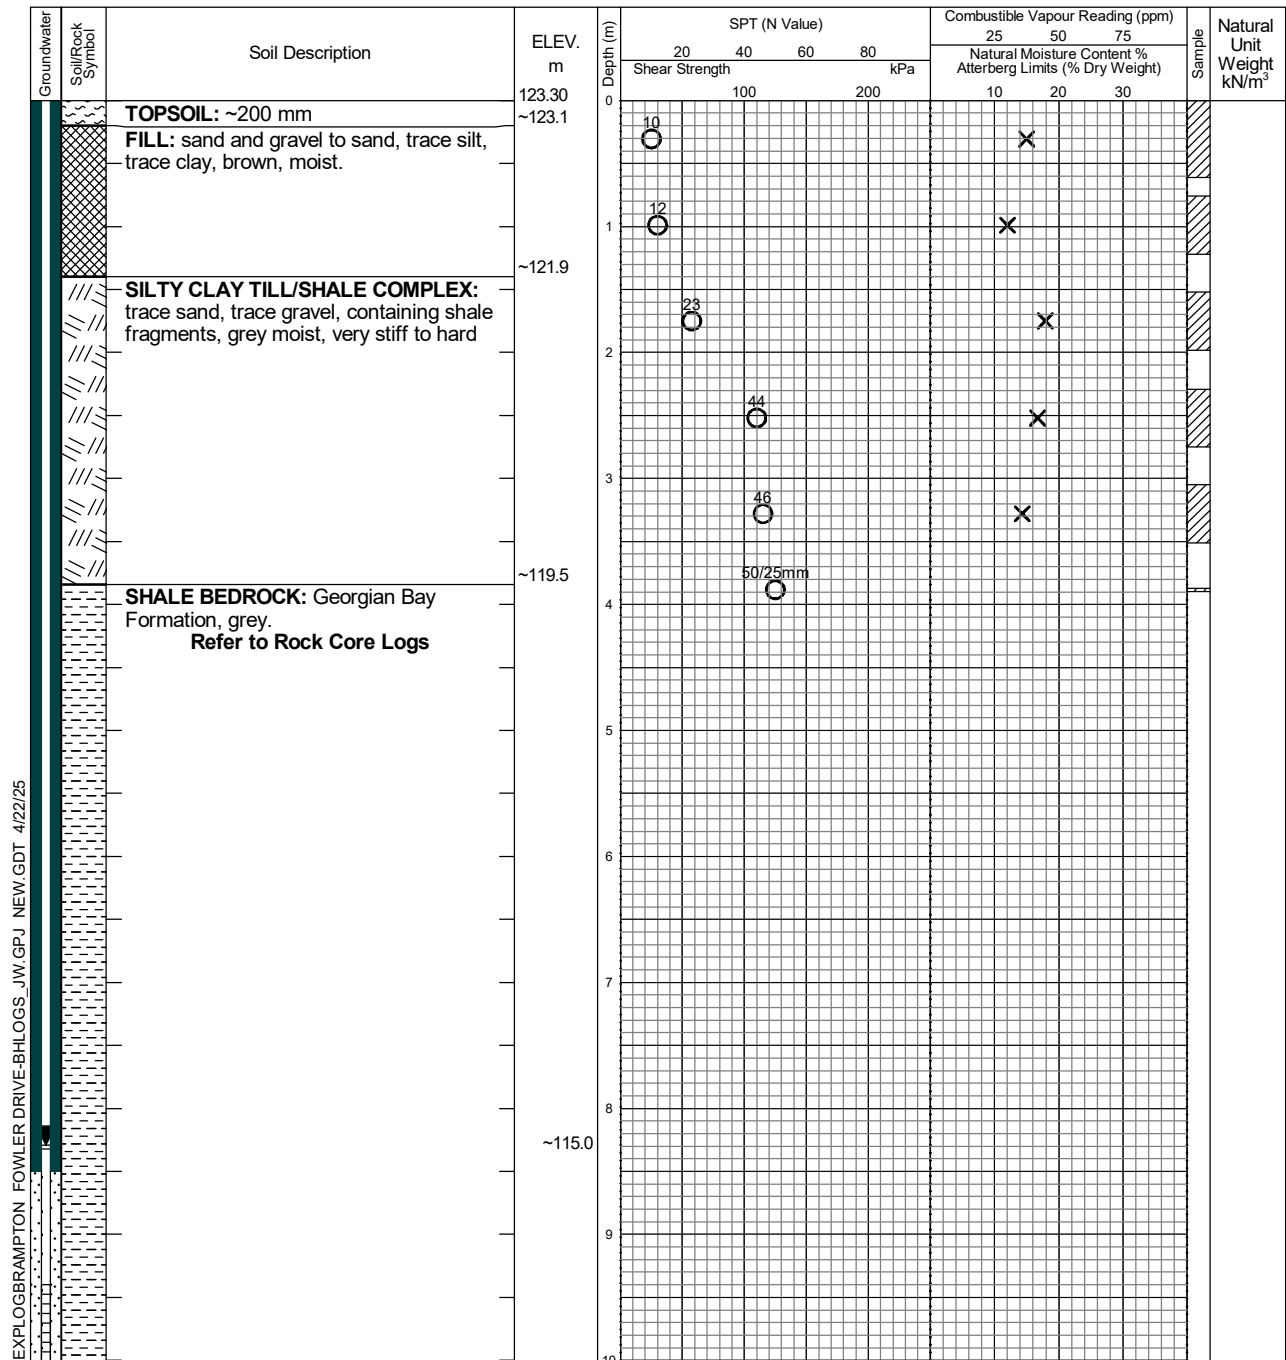 Groundwater
Soil/Rock
Symbol
Soil Description
ELEV.
m
Depth (m)
SPT (N Value)
20 40 60 80
Shear Strength kPa
100 200
Combustible Vapour Reading (ppm)
25 50 75
Natural Moisture Content %
Atterberg Limits (% Dry Weight)
10 20 30
Sample
Natural
Unit
Weight
kN/m³
123.30
0
TOPSOIL: ~200 mm
~123.1
FILL: sand and gravel to sand, trace silt,
trace clay, brown, moist.
10
12
1
~121.9
SILTY CLAY TILL/SHALE COMPLEX:
trace sand, trace gravel, containing shale
fragments, grey moist, very stiff to hard
23
2
44
3
46
~119.5
50/25mm
SHALE BEDROCK: Georgian Bay
Formation, grey.
Refer to Rock Core Logs
4
5
6
7
8
~115.0
9
10
EXPLOGBRAMPTON FOWLER DRIVE-BHLOGS_JW.GPJ NEW.GDT 4/22/25